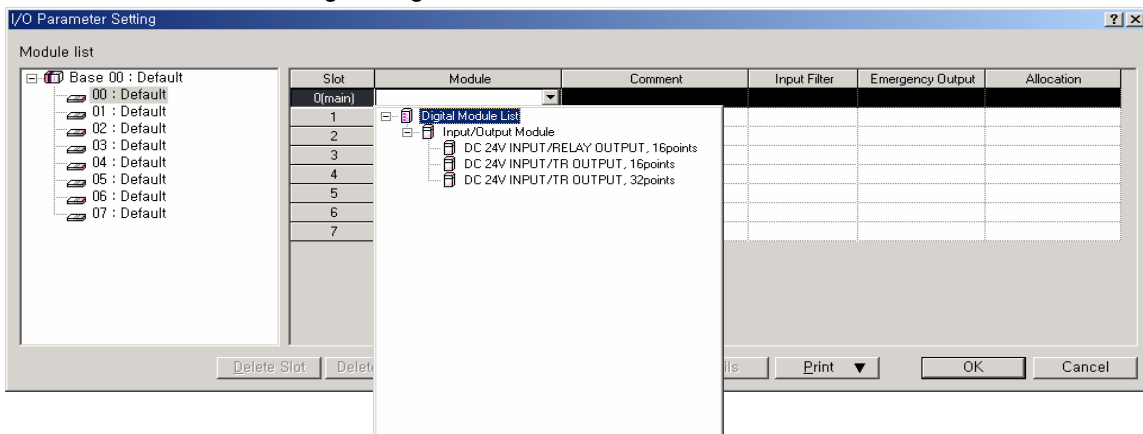 I/O Parameter Setting
Module list
Base 00 : Default
00 : Default
01 : Default
02 : Default
03 : Default
04 : Default
05 : Default
06 : Default
07 : Default
Slot Module Comment Input Filter Emergency Output Allocation
0(main)
1
2
3
4
5
6
7
Digital Module List
Input/Output Module
DC 24V INPUT/RELAY OUTPUT, 16points
DC 24V INPUT/TR OUTPUT, 16points
DC 24V INPUT/TR OUTPUT, 32points
Delete Slot Print OK Cancel